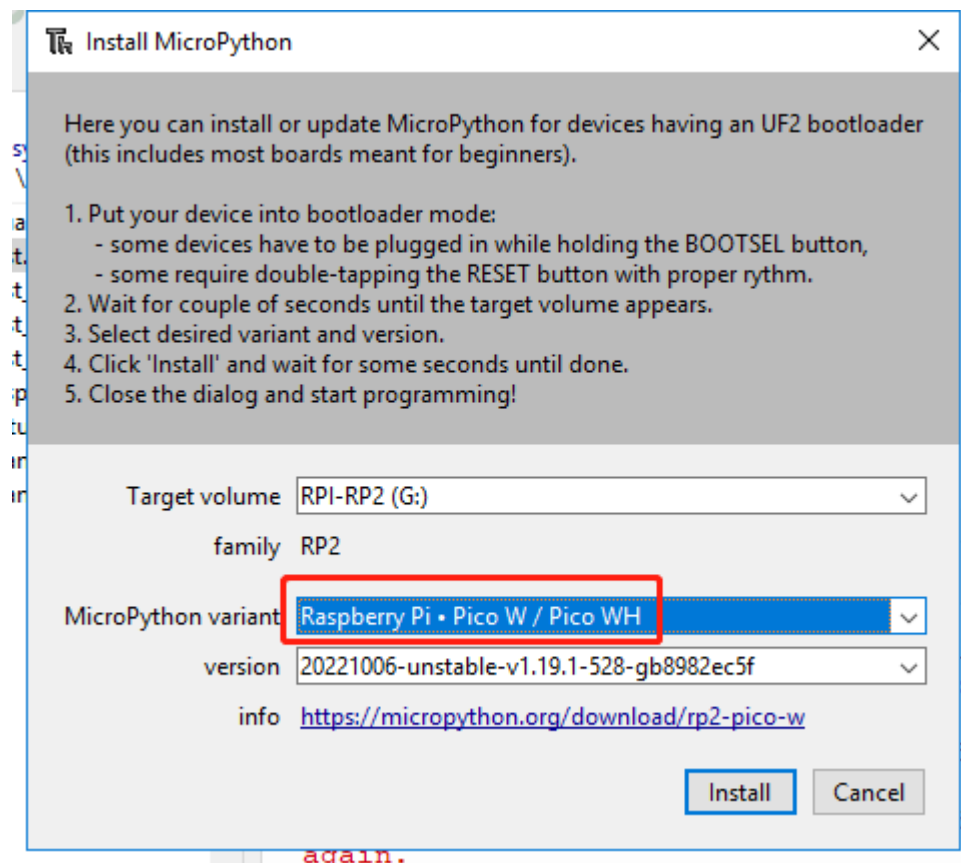 Install MicroPython
Here you can install or update MicroPython for devices having an UF2 bootloader
(this includes most boards meant for beginners).
1. Put your device into bootloader mode:
- some devices have to be plugged in while holding the BOOTSEL button,
- some require double-tapping the RESET button with proper rythm.
2. Wait for couple of seconds until the target volume appears.
3. Select desired variant and version.
4. Click 'Install' and wait for some seconds until done.
5. Close the dialog and start programming!
Target volume RPI-RP2 (G:)
family RP2
MicroPython variant Raspberry Pi • Pico W / Pico WH
version 20221006-unstable-v1.19.1-528-gb8982ec5f
info https://micropython.org/download/rp2-pico-w
Install Cancel
again.